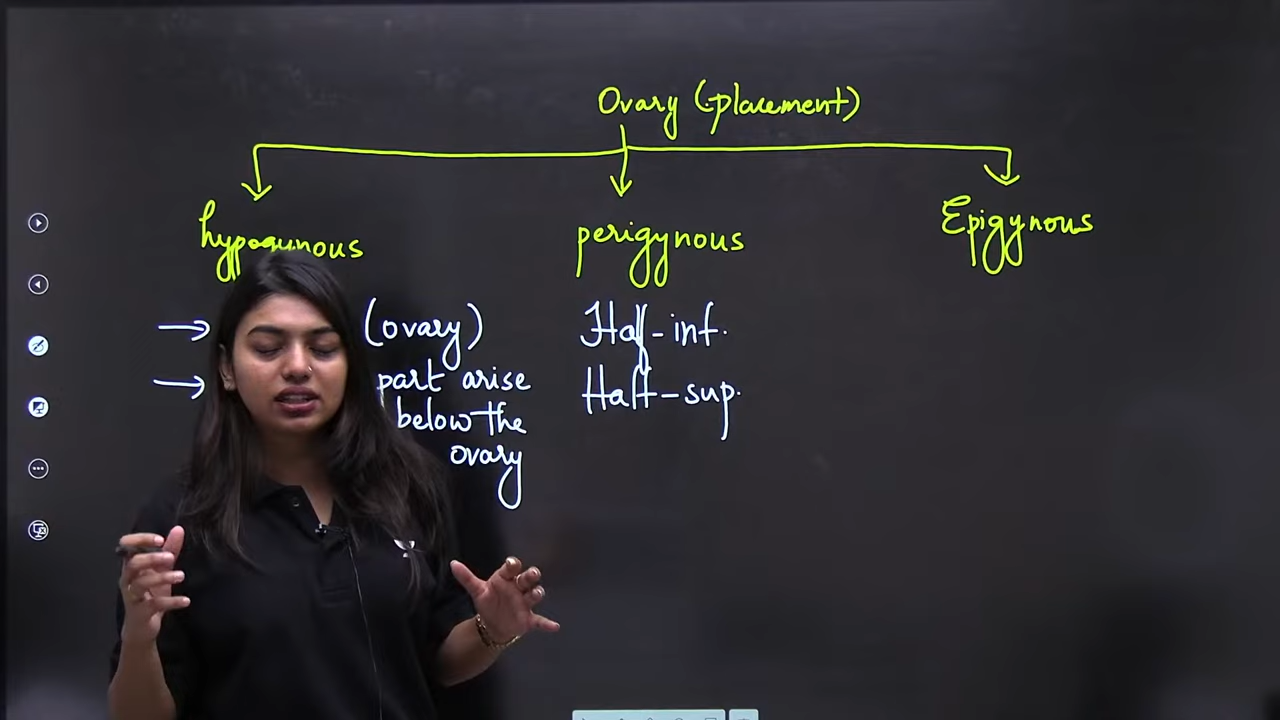 Ovary (placement)
hypogynous
perigynous
Epigynous
→ (ovary)
→ part arise
below the
ovary
Half-inf.
Half-sup.